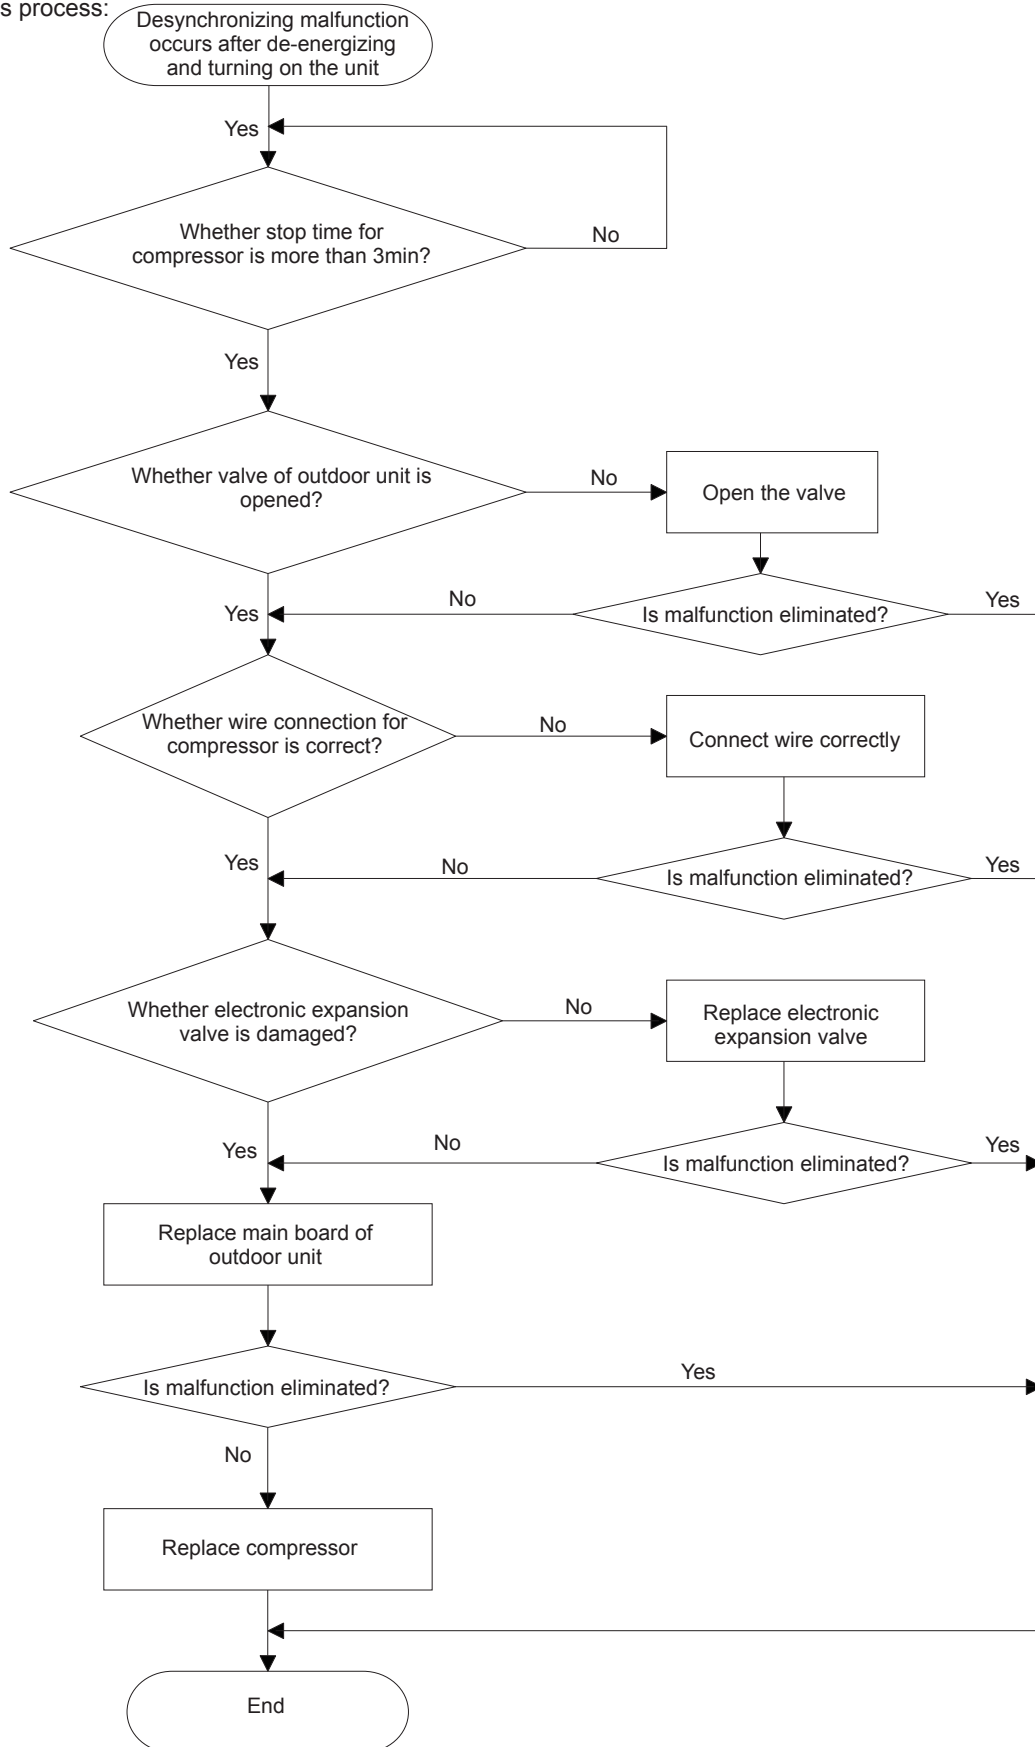 s process:
Desynchronizing malfunction
occurs after de-energizing
and turning on the unit
Yes
Whether stop time for
compressor is more than 3min?
No
Yes
Whether valve of outdoor unit is
opened?
No
Open the valve
Yes
No
Is malfunction eliminated?
Yes
Whether wire connection for
compressor is correct?
No
Connect wire correctly
Yes
No
Is malfunction eliminated?
Yes
Whether electronic expansion
valve is damaged?
No
Replace electronic
expansion valve
Yes
No
Is malfunction eliminated?
Yes
Replace main board of
outdoor unit
Is malfunction eliminated?
Yes
No
Replace compressor
End